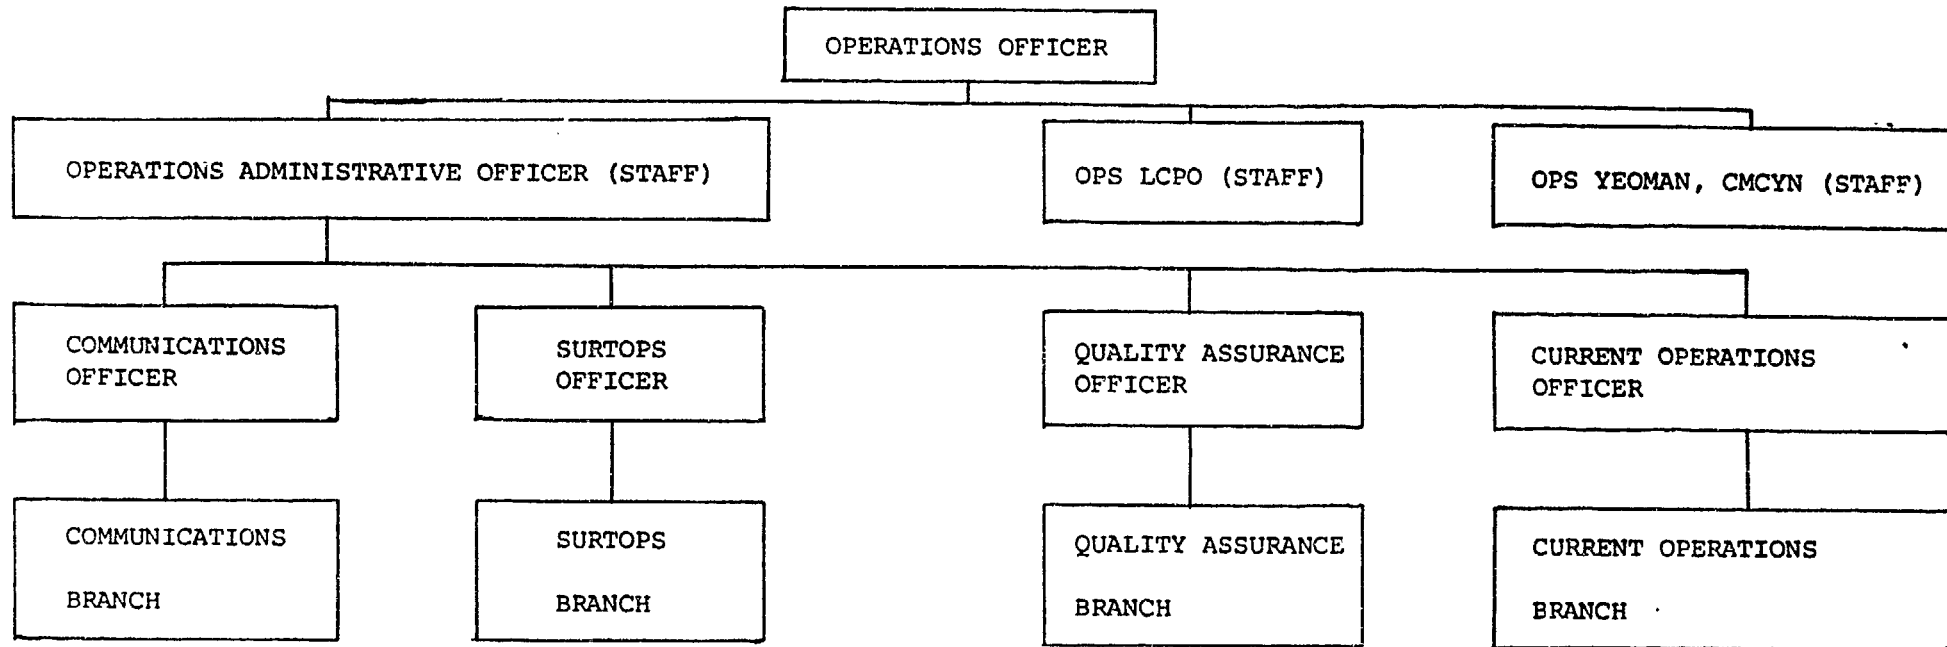 OPERATIONS OFFICER
OPERATIONS ADMINISTRATIVE OFFICER (STAFF)
OPS LCPO (STAFF)
OPS YEOMAN, CMCYN (STAFF)
COMMUNICATIONS
OFFICER
SURTOPS
OFFICER
QUALITY ASSURANCE
OFFICER
CURRENT OPERATIONS
OFFICER
COMMUNICATIONS
BRANCH
SURTOPS
BRANCH
QUALITY ASSURANCE
BRANCH
CURRENT OPERATIONS
BRANCH